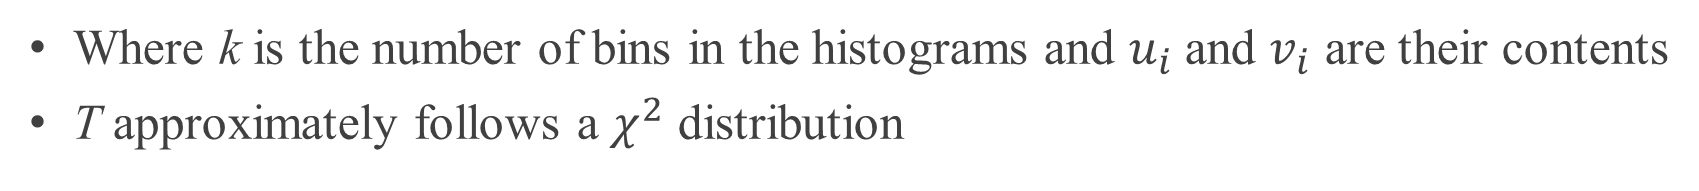 • Where k is the number of bins in the histograms and uᵢ and vᵢ are their contents
• T approximately follows a χ² distribution